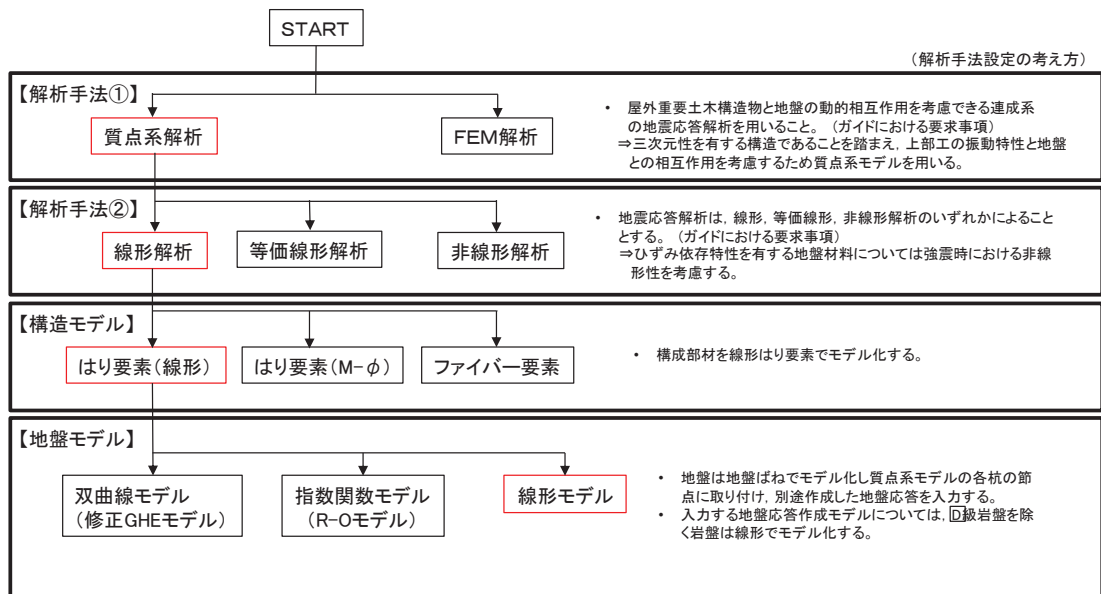 START
(解析手法設定の考え方)
【解析手法①】
質点系解析
FEM解析
・ 屋外重要土木構造物と地盤の動的相互作用を考慮できる連成系
の地震応答解析を用いること。(ガイドにおける要求事項)
⇒三次元性を有する構造であることを踏まえ，上部工の振動特性と地盤
との相互作用を考慮するため質点系モデルを用いる。
【解析手法②】
線形解析
等価線形解析
非線形解析
・ 地震応答解析は，線形，等価線形，非線形解析のいずれかによること
とする。(ガイドにおける要求事項)
⇒ひずみ依存特性を有する地盤材料については強震時における非線
形性を考慮する。
【構造モデル】
はり要素(線形)
はり要素(M-φ)
ファイバー要素
・ 構成部材を線形はり要素でモデル化する。
【地盤モデル】
双曲線モデル
(修正GHEモデル)
指数関数モデル
(R-Oモデル)
線形モデル
・ 地盤は地盤ばねでモデル化し質点系モデルの各杭の節
点に取り付け，別途作成した地盤応答を入力する。
・ 入力する地盤応答作成モデルについては，D級岩盤を除
く岩盤は線形でモデル化する。